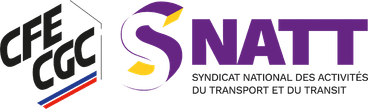 CFE
CGC
SNATT
SYNDICAT NATIONAL DES ACTIVITÉS
DU TRANSPORT ET DU TRANSIT